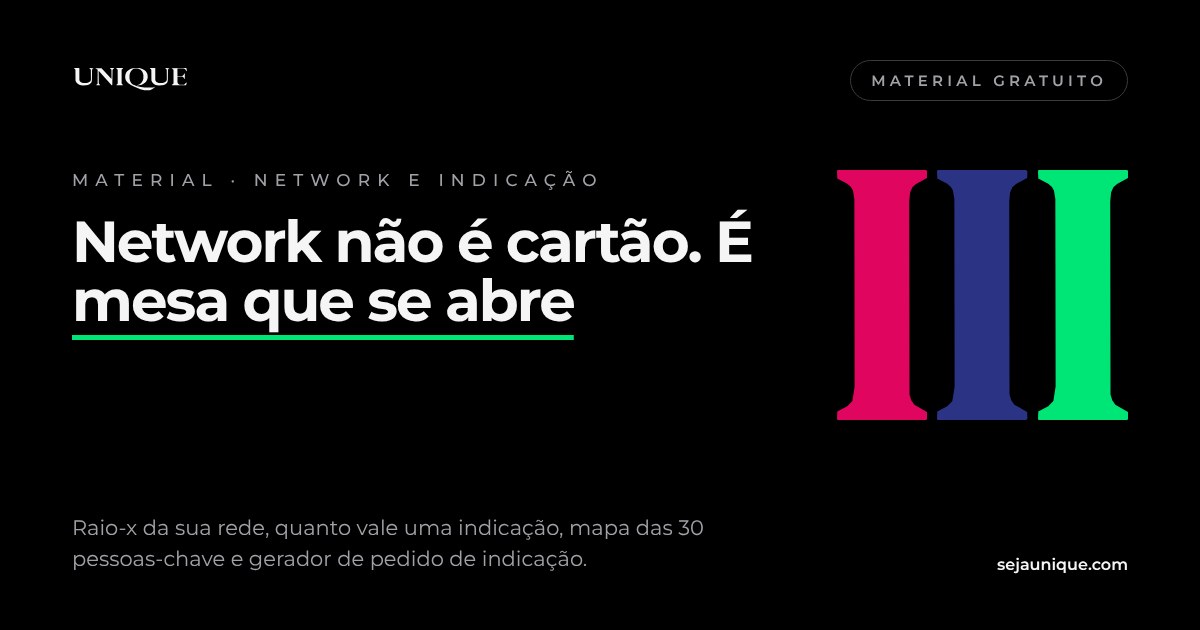 UNIQUE
MATERIAL GRATUITO
MATERIAL · NETWORK E INDICAÇÃO
Network não é cartão. É
mesa que se abre
Raio-x da sua rede, quanto vale uma indicação, mapa das 30
pessoas-chave e gerador de pedido de indicação.
sejaunique.com